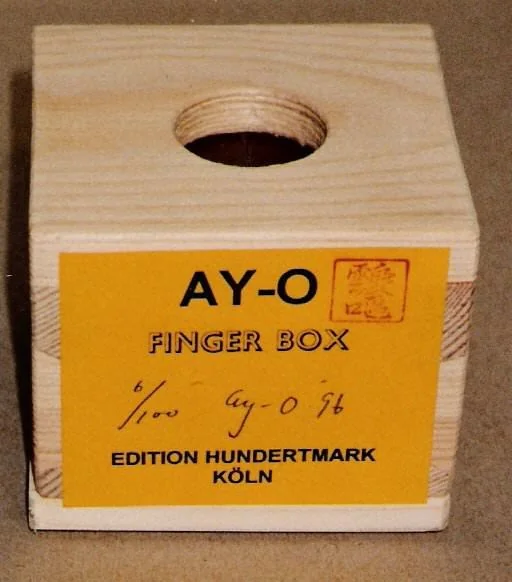 AY-O
FINGER BOX
6/100 ay-O '96
EDITION HUNDERTMARK
KÖLN